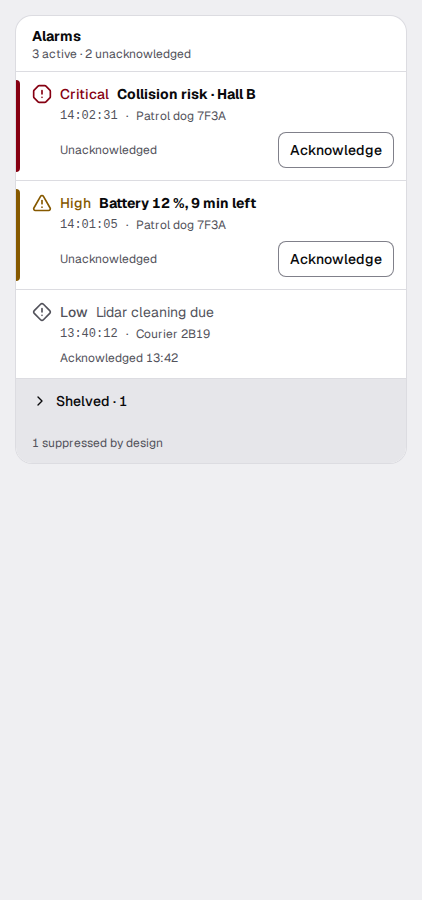 Alarms
3 active · 2 unacknowledged
Critical Collision risk · Hall B
14:02:31 · Patrol dog 7F3A
Unacknowledged Acknowledge
High Battery 12 %, 9 min left
14:01:05 · Patrol dog 7F3A
Unacknowledged Acknowledge
Low Lidar cleaning due
13:40:12 · Courier 2B19
Acknowledged 13:42
Shelved · 1
1 suppressed by design